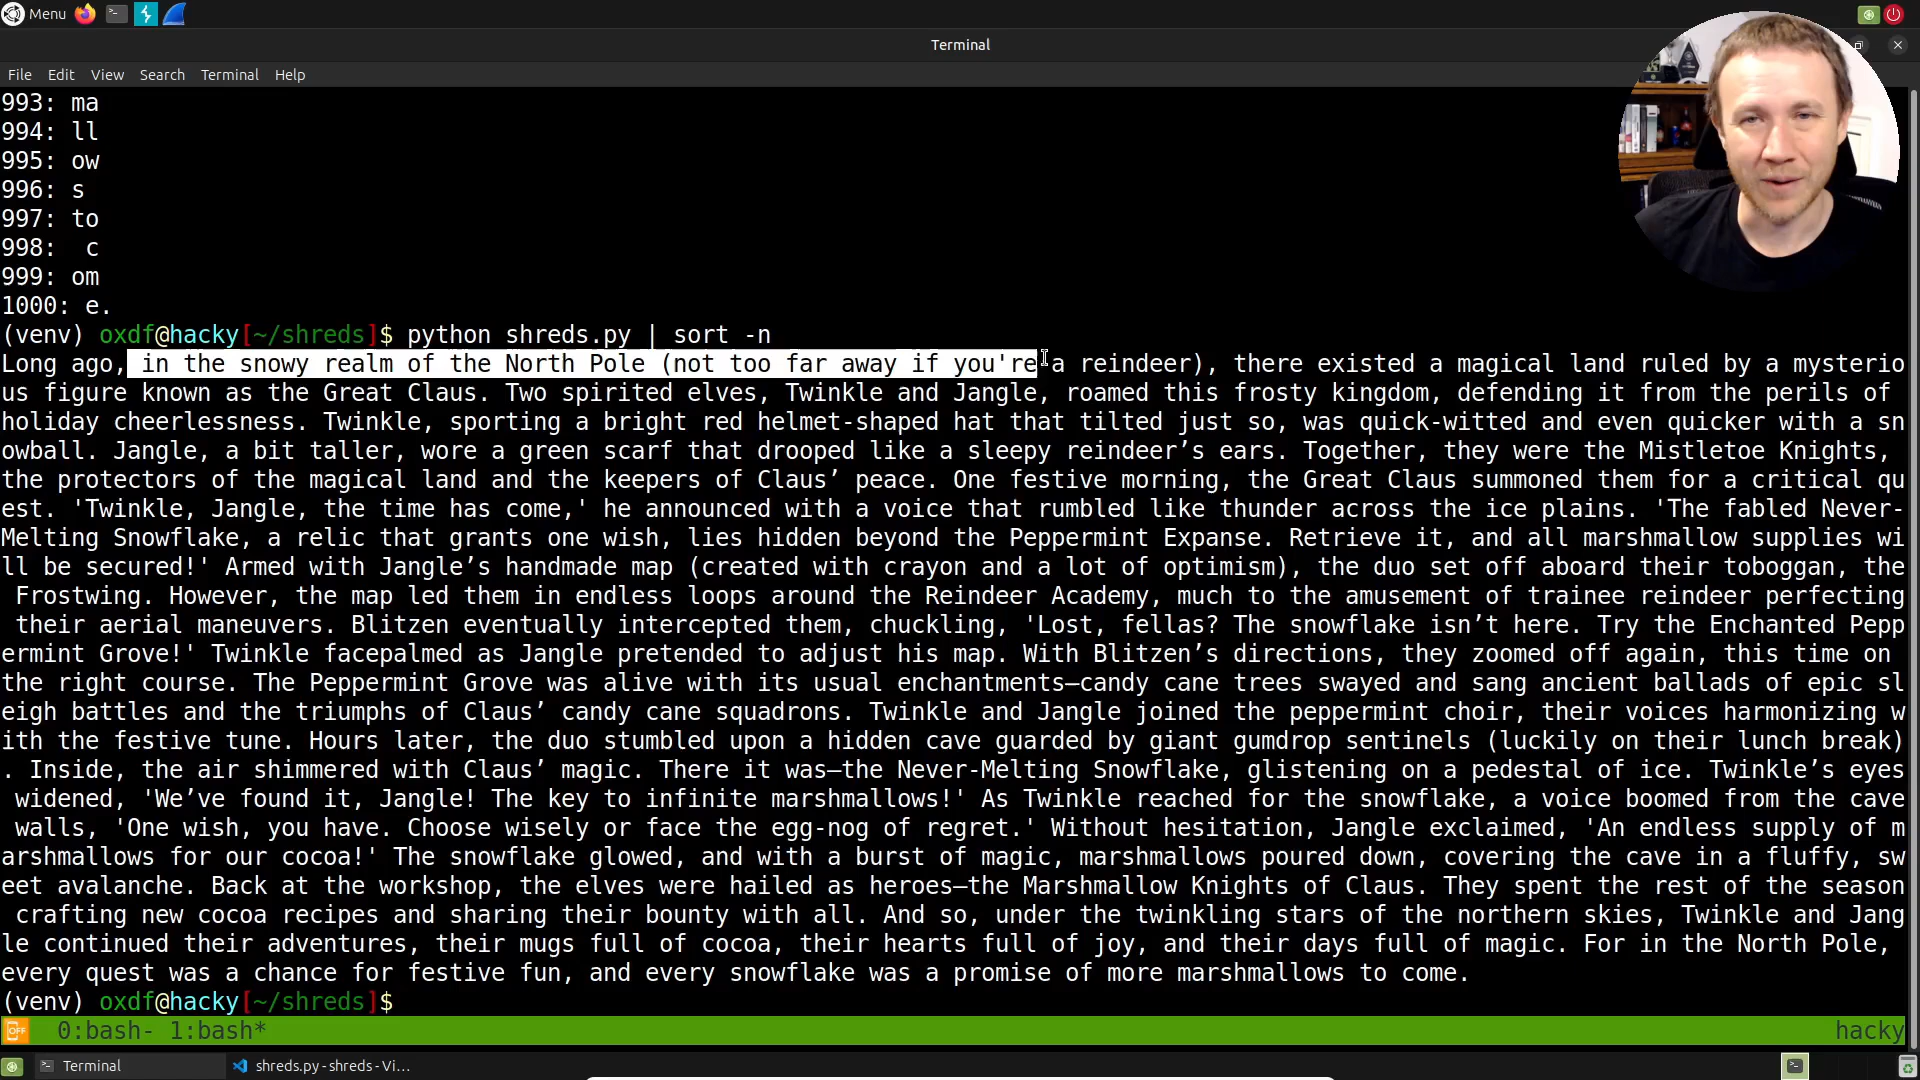 Menu
Terminal
File Edit View Search Terminal Help
993: ma
994: ll
995: ow
996: s
997: to
998:  c
999: om
1000: e.
(venv) oxdf@hacky[~/shreds]$ python shreds.py | sort -n
Long ago, in the snowy realm of the North Pole (not too far away if you're a reindeer), there existed a magical land ruled by a mysterio
us figure known as the Great Claus. Two spirited elves, Twinkle and Jangle, roamed this frosty kingdom, defending it from the perils of
holiday cheerlessness. Twinkle, sporting a bright red helmet-shaped hat that tilted just so, was quick-witted and even quicker with a sn
owball. Jangle, a bit taller, wore a green scarf that drooped like a sleepy reindeer’s ears. Together, they were the Mistletoe Knights,
the protectors of the magical land and the keepers of Claus’ peace. One festive morning, the Great Claus summoned them for a critical qu
est. 'Twinkle, Jangle, the time has come,' he announced with a voice that rumbled like thunder across the ice plains. 'The fabled Never-
Melting Snowflake, a relic that grants one wish, lies hidden beyond the Peppermint Expanse. Retrieve it, and all marshmallow supplies wi
ll be secured!' Armed with Jangle’s handmade map (created with crayon and a lot of optimism), the duo set off aboard their toboggan, the
 Frostwing. However, the map led them in endless loops around the Reindeer Academy, much to the amusement of trainee reindeer perfecting
 their aerial maneuvers. Blitzen eventually intercepted them, chuckling, 'Lost, fellas? The snowflake isn’t here. Try the Enchanted Pepp
ermint Grove!' Twinkle facepalmed as Jangle pretended to adjust his map. With Blitzen’s directions, they zoomed off again, this time on
the right course. The Peppermint Grove was alive with its usual enchantments—candy cane trees swayed and sang ancient ballads of epic sl
eigh battles and the triumphs of Claus’ candy cane squadrons. Twinkle and Jangle joined the peppermint choir, their voices harmonizing w
ith the festive tune. Hours later, the duo stumbled upon a hidden cave guarded by giant gumdrop sentinels (luckily on their lunch break)
. Inside, the air shimmered with Claus’ magic. There it was—the Never-Melting Snowflake, glistening on a pedestal of ice. Twinkle’s eyes
 widened, 'We’ve found it, Jangle! The key to infinite marshmallows!' As Twinkle reached for the snowflake, a voice boomed from the cave
 walls, 'One wish, you have. Choose wisely or face the egg-nog of regret.' Without hesitation, Jangle exclaimed, 'An endless supply of m
arshmallows for our cocoa!' The snowflake glowed, and with a burst of magic, marshmallows poured down, covering the cave in a fluffy, sw
eet avalanche. Back at the workshop, the elves were hailed as heroes—the Marshmallow Knights of Claus. They spent the rest of the season
 crafting new cocoa recipes and sharing their bounty with all. And so, under the twinkling stars of the northern skies, Twinkle and Jang
le continued their adventures, their mugs full of cocoa, their hearts full of joy, and their days full of magic. For in the North Pole,
every quest was a chance for festive fun, and every snowflake was a promise of more marshmallows to come.
(venv) oxdf@hacky[~/shreds]$
OFF 0:bash- 1:bash* hacky
Terminal shreds.py - shreds - Vi...